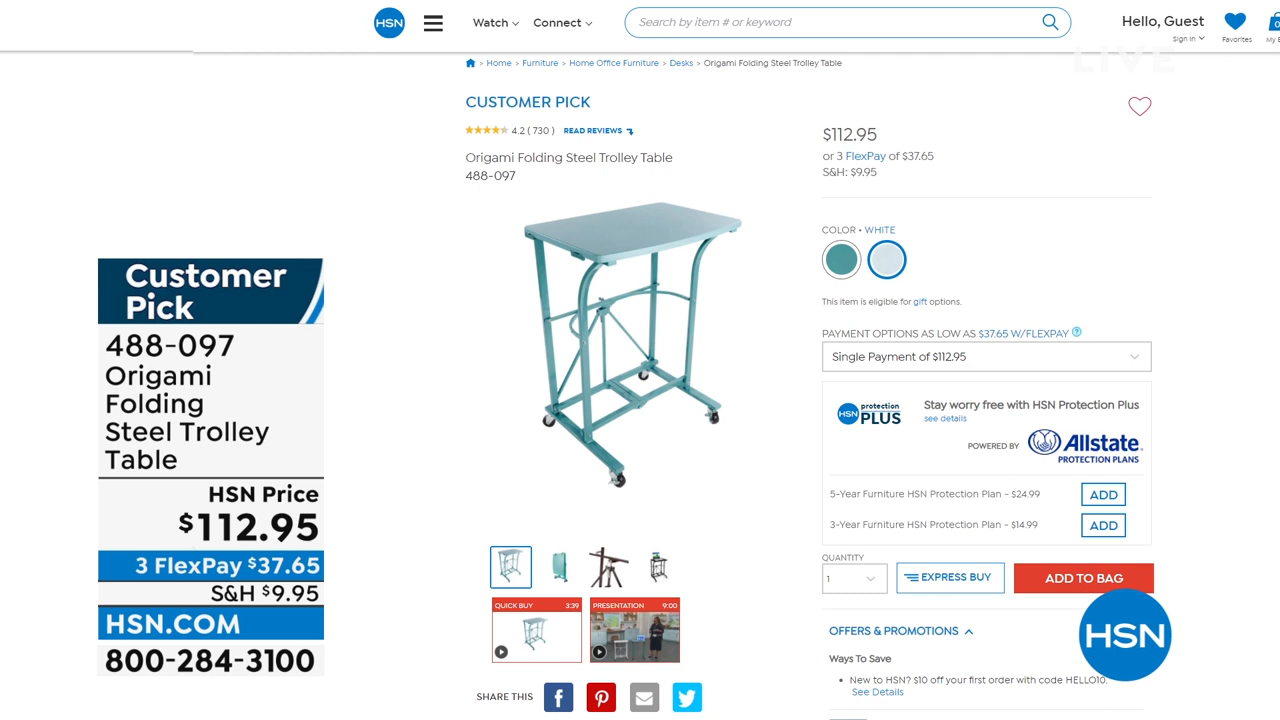 HSN
Watch
Connect
Search by item # or keyword
Hello, Guest
Sign In
Favorites
0
My
LIVE
> Home > Furniture > Home Office Furniture > Desks > Origami Folding Steel Trolley Table
CUSTOMER PICK
4.2 ( 730 ) READ REVIEWS
Origami Folding Steel Trolley Table
488-097
$112.95
or 3 FlexPay of $37.65
S&H: $9.95
COLOR • WHITE
This item is eligible for gift options.
PAYMENT OPTIONS AS LOW AS $37.65 W/FLEXPAY ?
Single Payment of $112.95
HSN protection PLUS
Stay worry free with HSN Protection Plus
see details
POWERED BY Allstate.
PROTECTION PLANS
5-Year Furniture HSN Protection Plan - $24.99 ADD
3-Year Furniture HSN Protection Plan - $14.99 ADD
QUANTITY
1
EXPRESS BUY
ADD TO BAG
OFFERS & PROMOTIONS
Ways To Save
• New to HSN? $10 off your first order with code HELLO10.
See Details
HSN
QUICK BUY 3:39
PRESENTATION 9:00
SHARE THIS
Customer
Pick
488-097
Origami
Folding
Steel Trolley
Table
HSN Price
$112.95
3 FlexPay $37.65
S&H $9.95
HSN.COM
800-284-3100